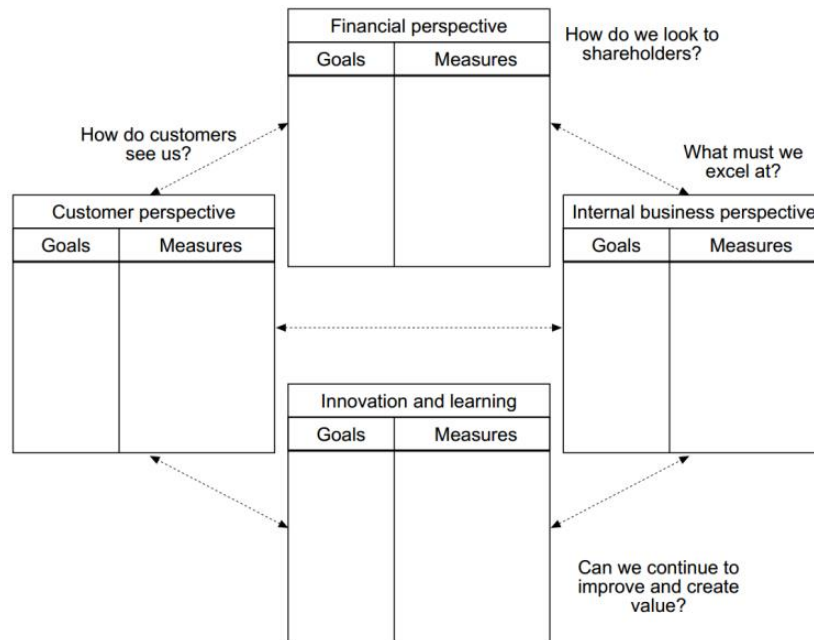 Financial perspective
Goals Measures
How do we look to
shareholders?
How do customers
see us?
What must we
excel at?
Customer perspective
Goals Measures
Internal business perspective
Goals Measures
Innovation and learning
Goals Measures
Can we continue to
improve and create
value?